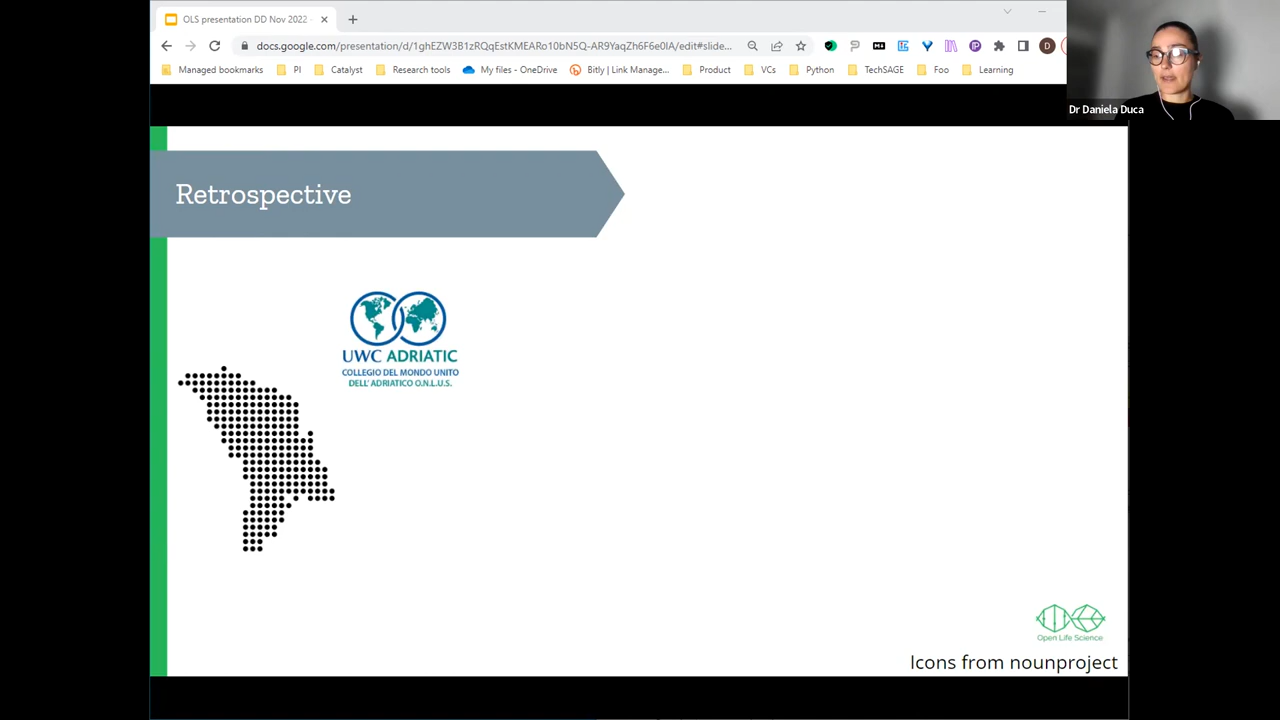 OLS presentation DD Nov 2022 -
docs.google.com/presentation/d/1ghEZW3B1zRQqEstKMEARo10bN5Q-AR9YaqZh6F6e0IA/edit#slide...
D
Managed bookmarks PI Catalyst Research tools My files - OneDrive Bitly | Link Manage... Product VCs Python TechSAGE Foo Learning
Dr Daniela Duca
Retrospective
UWC ADRIATIC
COLLEGIO DEL MONDO UNITO
DELL' ADRIATICO O.N.L.U.S.
Open Life Science
Icons from nounproject